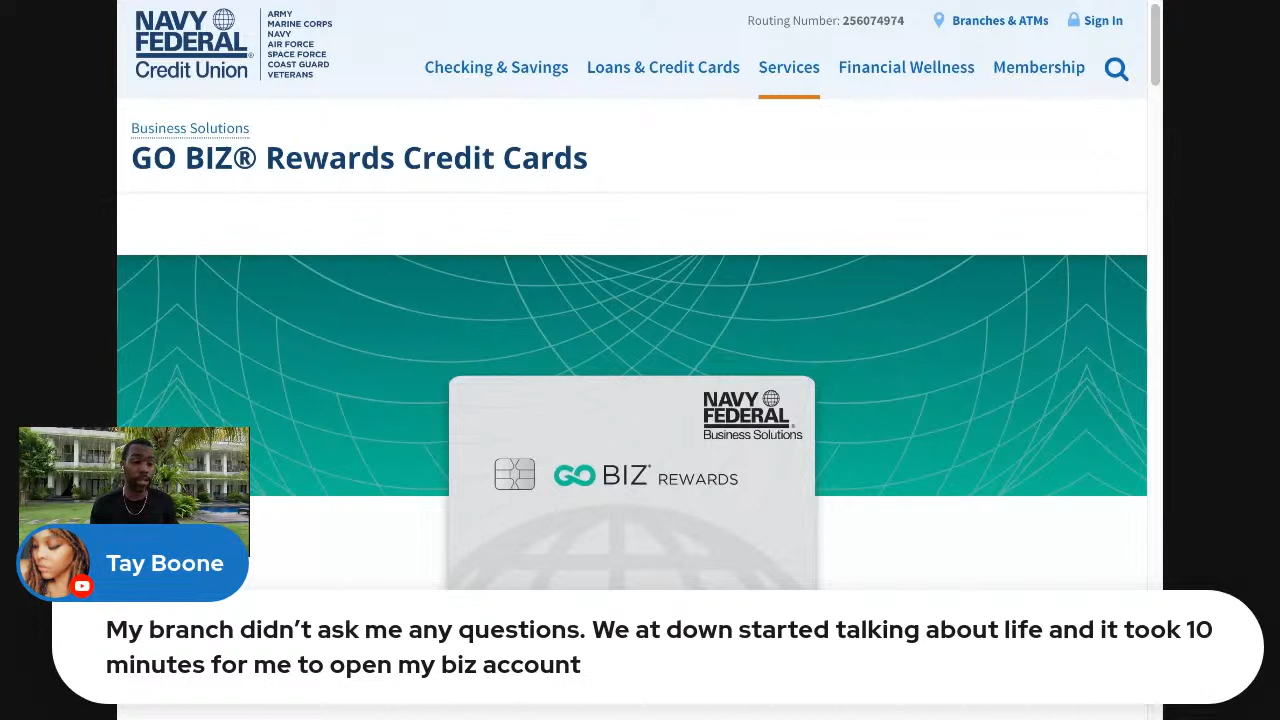 NAVY
FEDERAL®
Credit Union
ARMY
MARINE CORPS
NAVY
AIR FORCE
SPACE FORCE
COAST GUARD
VETERANS
Routing Number: 256074974
Branches & ATMs
Sign In
Checking & Savings
Loans & Credit Cards
Services
Financial Wellness
Membership
Business Solutions
GO BIZ® Rewards Credit Cards
NAVY
FEDERAL®
Business Solutions
GO BIZ® REWARDS
Tay Boone
My branch didn’t ask me any questions. We at down started talking about life and it took 10
minutes for me to open my biz account